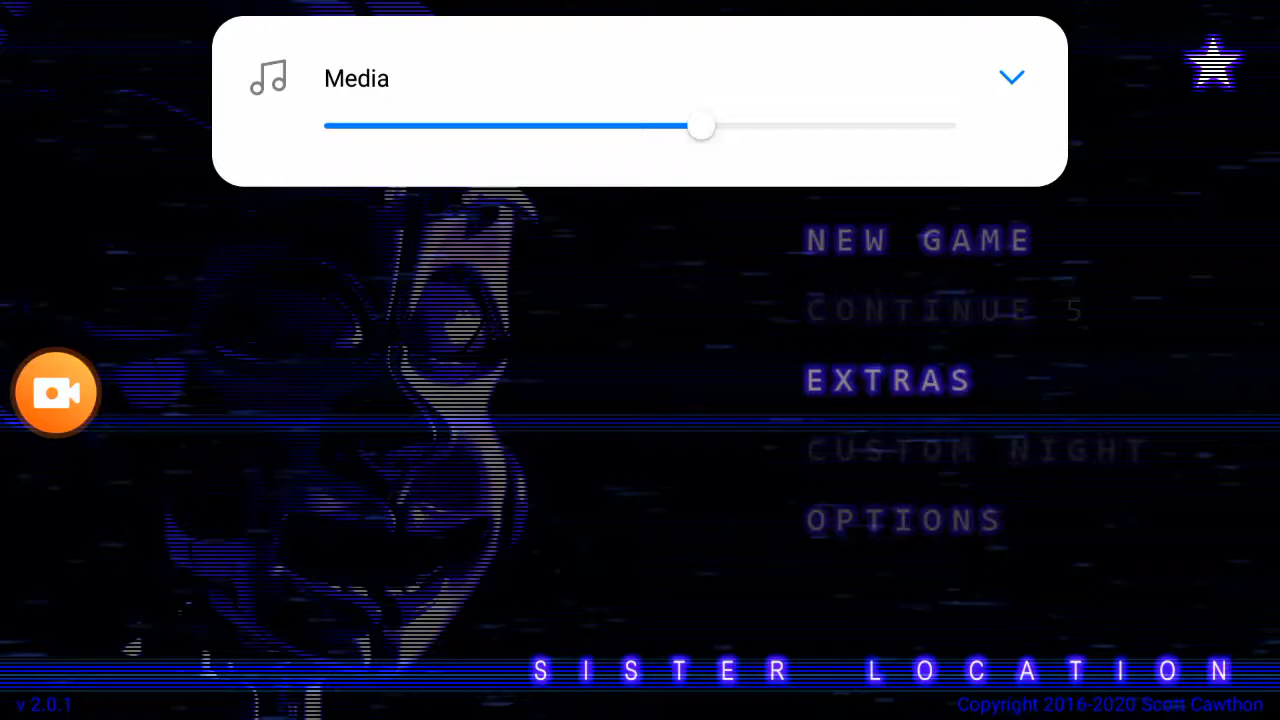 Media
NEW GAME
CONTINUE 5
EXTRAS
CUSTOM NIGHT
OPTIONS
SISTER LOCATION
v 2.0.1
Copyright 2016-2020 Scott Cawthon